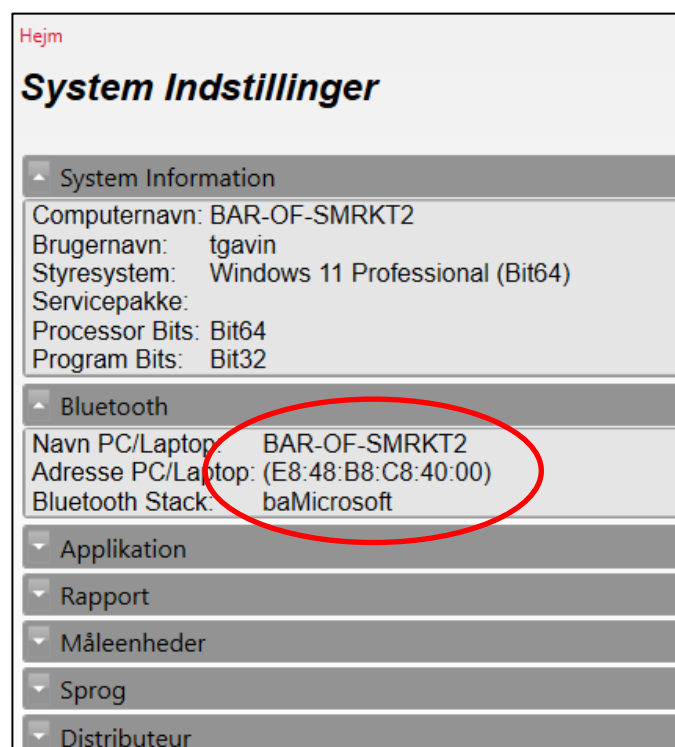 Hejm
System Indstillinger
System Information
Computernavn: BAR-OF-SMRKT2
Brugernavn: tgavin
Styresystem: Windows 11 Professional (Bit64)
Servicepakke:
Processor Bits: Bit64
Program Bits: Bit32
Bluetooth
Navn PC/Laptop: BAR-OF-SMRKT2
Adresse PC/Laptop: (E8:48:B8:C8:40:00)
Bluetooth Stack: baMicrosoft
Applikation
Rapport
Måleenheder
Sprog
Distributeur